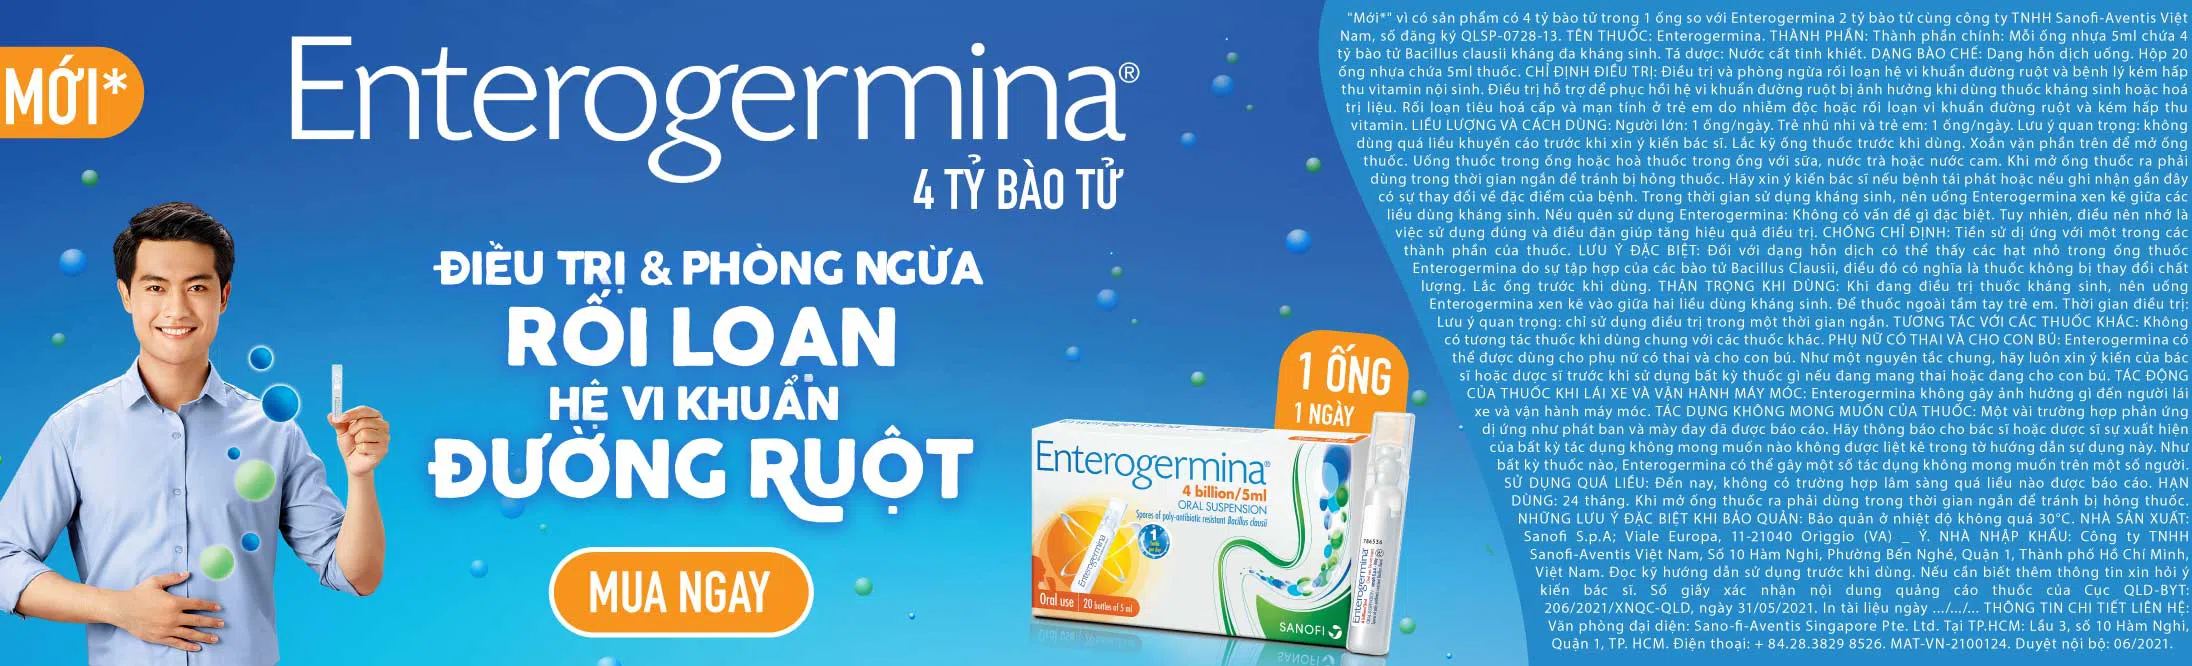 MỚI*
Enterogermina®
4 TỶ BÀO TỬ
ĐIỀU TRỊ & PHÒNG NGỪA
RỐI LOẠN
HỆ VI KHUẨN
ĐƯỜNG RUỘT
MUA NGAY
1 ỐNG
1 NGÀY
Enterogermina®
4 billion/5ml
ORAL SUSPENSION
Spores of poly-antibiotic resistant Bacillus clausii
1
Enterogermina
Oral use
20 bottles of 5 ml
SANOFI
Enterogermina
"Mới*" vì có sản phẩm có 4 tỷ bào tử trong 1 ống so với Enterogermina 2 tỷ bào tử cùng công ty TNHH Sanofi-Aventis Việt
Nam, số đăng ký QLSP-0728-13. TÊN THUỐC: Enterogermina. THÀNH PHẦN: Thành phần chính: Mỗi ống nhựa 5ml chứa 4
tỷ bào tử Bacillus clausii kháng đa kháng sinh. Tá dược: Nước cất tinh khiết. DẠNG BÀO CHẾ: Dạng hỗn dịch uống. Hộp 20
ống nhựa chứa 5ml thuốc. CHỈ ĐỊNH ĐIỀU TRỊ: Điều trị và phòng ngừa rối loạn hệ vi khuẩn đường ruột và bệnh lý kém hấp
thu vitamin nội sinh. Điều trị hỗ trợ để phục hồi hệ vi khuẩn đường ruột bị ảnh hưởng khi dùng thuốc kháng sinh hoặc hoá
trị liệu. Rối loạn tiêu hoá cấp và mạn tính ở trẻ em do nhiễm độc hoặc rối loạn vi khuẩn đường ruột và kém hấp thu
vitamin. LIỀU LƯỢNG VÀ CÁCH DÙNG: Người lớn: 1 ống/ngày. Trẻ nhũ nhi và trẻ em: 1 ống/ngày. Lưu ý quan trọng: không
dùng quá liều khuyến cáo trước khi xin ý kiến bác sĩ. Lắc kỹ ống thuốc trước khi dùng. Xoắn vặn phần trên để mở ống
thuốc. Uống thuốc trong ống hoặc hoà thuốc trong ống với sữa, nước trà hoặc nước cam. Khi mở ống thuốc ra phải
dùng trong thời gian ngắn để tránh bị hỏng thuốc. Hãy xin ý kiến bác sĩ nếu bệnh tái phát hoặc nếu ghi nhận gần đây
có sự thay đổi về đặc điểm của bệnh. Trong thời gian sử dụng kháng sinh, nên uống Enterogermina xen kẽ giữa các
liều dùng kháng sinh. Nếu quên sử dụng Enterogermina: Không có vấn đề gì đặc biệt. Tuy nhiên, điều nên nhớ là
việc sử dụng đúng và điều đặn giúp tăng hiệu quả điều trị. CHỐNG CHỈ ĐỊNH: Tiền sử dị ứng với một trong các
thành phần của thuốc. LƯU Ý ĐẶC BIỆT: Đối với dạng hỗn dịch có thể thấy các hạt nhỏ trong ống thuốc
Enterogermina do sự tập hợp của các bào tử Bacillus Clausii, điều đó có nghĩa là thuốc không bị thay đổi chất
lượng. Lắc ống trước khi dùng. THẬN TRỌNG KHI DÙNG: Khi đang điều trị thuốc kháng sinh, nên uống
Enterogermina xen kẽ vào giữa hai liều dùng kháng sinh. Để thuốc ngoài tầm tay trẻ em. Thời gian điều trị:
Lưu ý quan trọng: chỉ sử dụng điều trị trong một thời gian ngắn. TƯƠNG TÁC VỚI CÁC THUỐC KHÁC: Không
có tương tác thuốc khi dùng chung với các thuốc khác. PHỤ NỮ CÓ THAI VÀ CHO CON BÚ: Enterogermina có
thể được dùng cho phụ nữ có thai và cho con bú. Như một nguyên tắc chung, hãy luôn xin ý kiến của bác
sĩ hoặc dược sĩ trước khi sử dụng bất kỳ thuốc gì nếu đang mang thai hoặc đang cho con bú. TÁC ĐỘNG
CỦA THUỐC KHI LÁI XE VÀ VẬN HÀNH MÁY MÓC: Enterogermina không gây ảnh hưởng gì đến người lái
xe và vận hành máy móc. TÁC DỤNG KHÔNG MONG MUỐN CỦA THUỐC: Một vài trường hợp phản ứng
dị ứng như phát ban và mày đay đã được báo cáo. Hãy thông báo cho bác sĩ hoặc dược sĩ sự xuất hiện
của bất kỳ tác dụng không mong muốn nào không được liệt kê trong tờ hướng dẫn sự dụng này. Như
bất kỳ thuốc nào, Enterogermina có thể gây một số tác dụng không mong muốn trên một số người.
SỬ DỤNG QUÁ LIỀU: Đến nay, không có trường hợp lâm sàng quá liều nào được báo cáo. HẠN
DÙNG: 24 tháng. Khi mở ống thuốc ra phải dùng trong thời gian ngắn để tránh bị hỏng thuốc.
NHỮNG LƯU Ý ĐẶC BIỆT KHI BẢO QUẢN: Bảo quản ở nhiệt độ không quá 30°C. NHÀ SẢN XUẤT:
Sanofi S.p.A; Viale Europa, 11-21040 Origgio (VA) _ Ý. NHÀ NHẬP KHẨU: Công ty TNHH
Sanofi-Aventis Việt Nam, Số 10 Hàm Nghi, Phường Bến Nghé, Quận 1, Thành phố Hồ Chí Minh,
Việt Nam. Đọc kỹ hướng dẫn sử dụng trước khi dùng. Nếu cần biết thêm thông tin xin hỏi ý
kiến bác sĩ. Số giấy xác nhận nội dung quảng cáo thuốc của Cục QLD-BYT:
206/2021/XNQC-QLD, ngày 31/05/2021. In tài liệu ngày .../.../... THÔNG TIN CHI TIẾT LIÊN HỆ:
Văn phòng đại diện: Sano-fi-Aventis Singapore Pte. Ltd. Tại TP.HCM: Lầu 3, số 10 Hàm Nghi,
Quận 1, TP. HCM. Điện thoại: + 84.28.3829 8526. MAT-VN-2100124. Duyệt nội bộ: 06/2021.